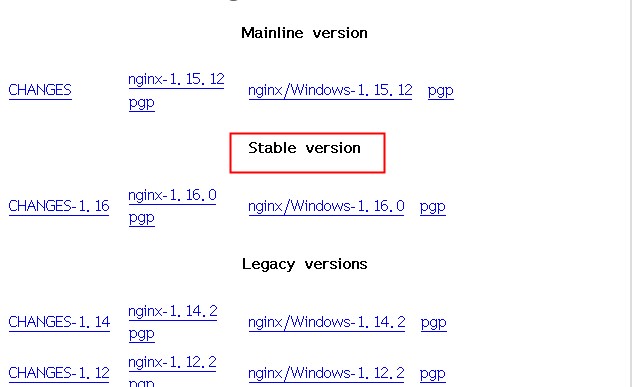 Mainline version
CHANGES nginx-1.15.12 pgp nginx/Windows-1.15.12 pgp
Stable version
CHANGES-1.16 nginx-1.16.0 pgp nginx/Windows-1.16.0 pgp
Legacy versions
CHANGES-1.14 nginx-1.14.2 pgp nginx/Windows-1.14.2 pgp
CHANGES-1.12 nginx-1.12.2 pgp nginx/Windows-1.12.2 pgp